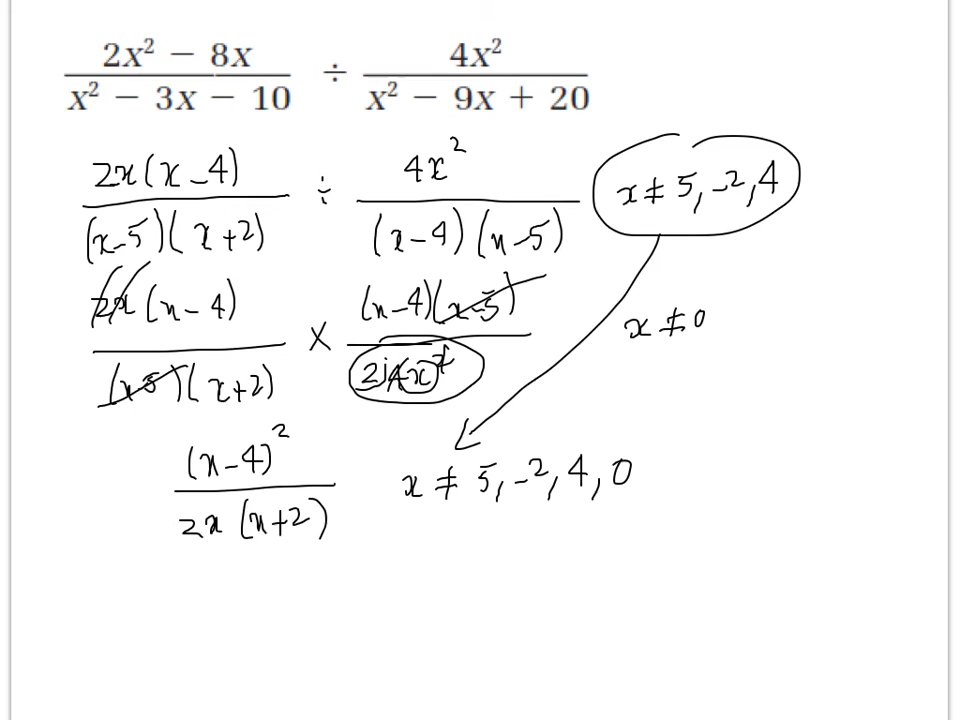 2x² − 8x ÷ 4x²
x² − 3x − 10 x² − 9x + 20
2x(x-4) ÷ 4x² x ≠ 5, -2, 4
(x-5)(x+2) (x-4)(x-5)
2x(x-4) × (x-4)(x-5) x ≠ 0
(x-5)(x+2) 2 4x²
(x-4)² x ≠ 5, -2, 4, 0
2x(x+2)